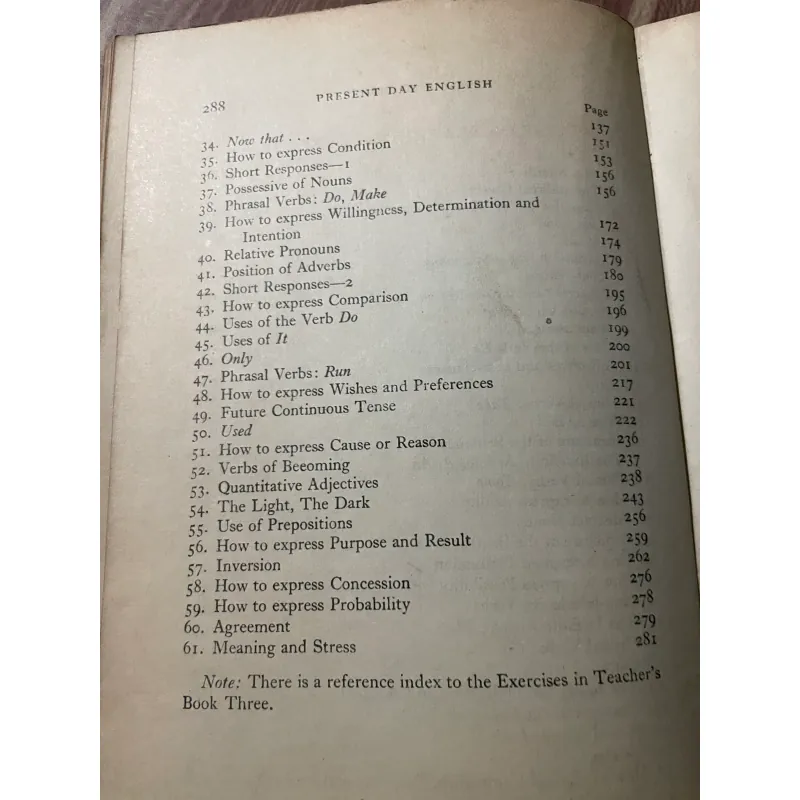 288 PRESENT DAY ENGLISH
Page
34. Now that . . . 137
35. How to express Condition 151
36. Short Responses—1 153
37. Possessive of Nouns 156
38. Phrasal Verbs: Do, Make 156
39. How to express Willingness, Determination and
Intention 172
40. Relative Pronouns 174
41. Position of Adverbs 179
42. Short Responses—2 180
43. How to express Comparison 195
44. Uses of the Verb Do 196
45. Uses of It 199
46. Only 200
47. Phrasal Verbs: Run 201
48. How to express Wishes and Preferences 217
49. Future Continuous Tense 221
50. Used 222
51. How to express Cause or Reason 236
52. Verbs of Beeoming 237
53. Quantitative Adjectives 238
54. The Light, The Dark 243
55. Use of Prepositions 256
56. How to express Purpose and Result 259
57. Inversion 262
58. How to express Concession 276
59. How to express Probability 278
60. Agreement 279
61. Meaning and Stress 281
Note: There is a reference index to the Exercises in Teacher's
Book Three.